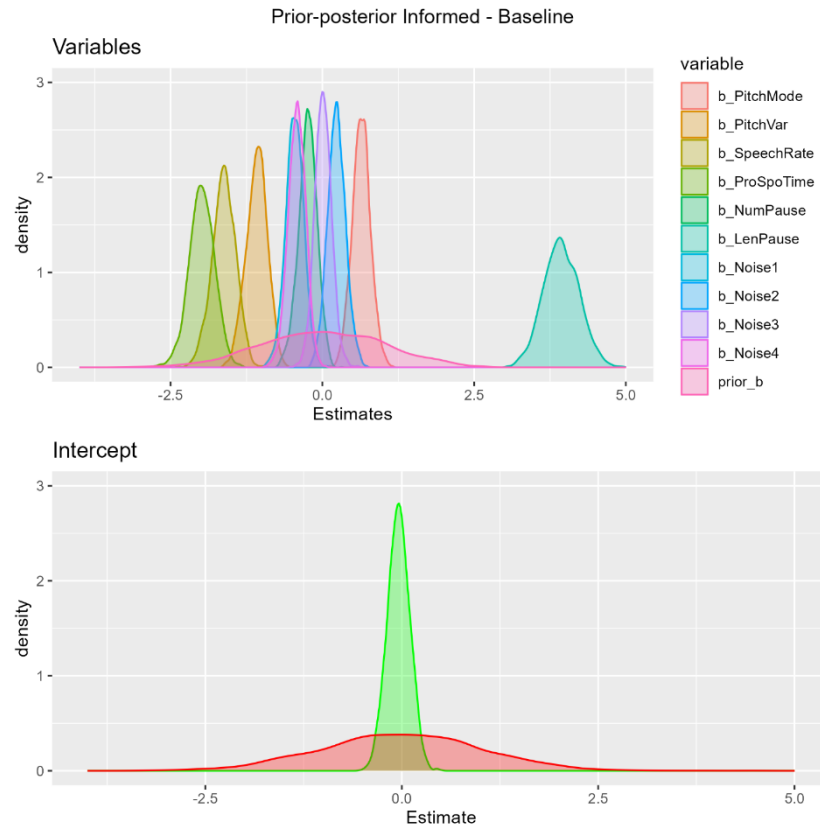 Prior-posterior Informed - Baseline
Variables
3
2
1
0
density
-2.5
0.0
2.5
5.0
Estimates
variable
b_PitchMode
b_PitchVar
b_SpeechRate
b_ProSpoTime
b_NumPause
b_LenPause
b_Noise1
b_Noise2
b_Noise3
b_Noise4
prior_b
Intercept
3
2
1
0
density
-2.5
0.0
2.5
5.0
Estimate